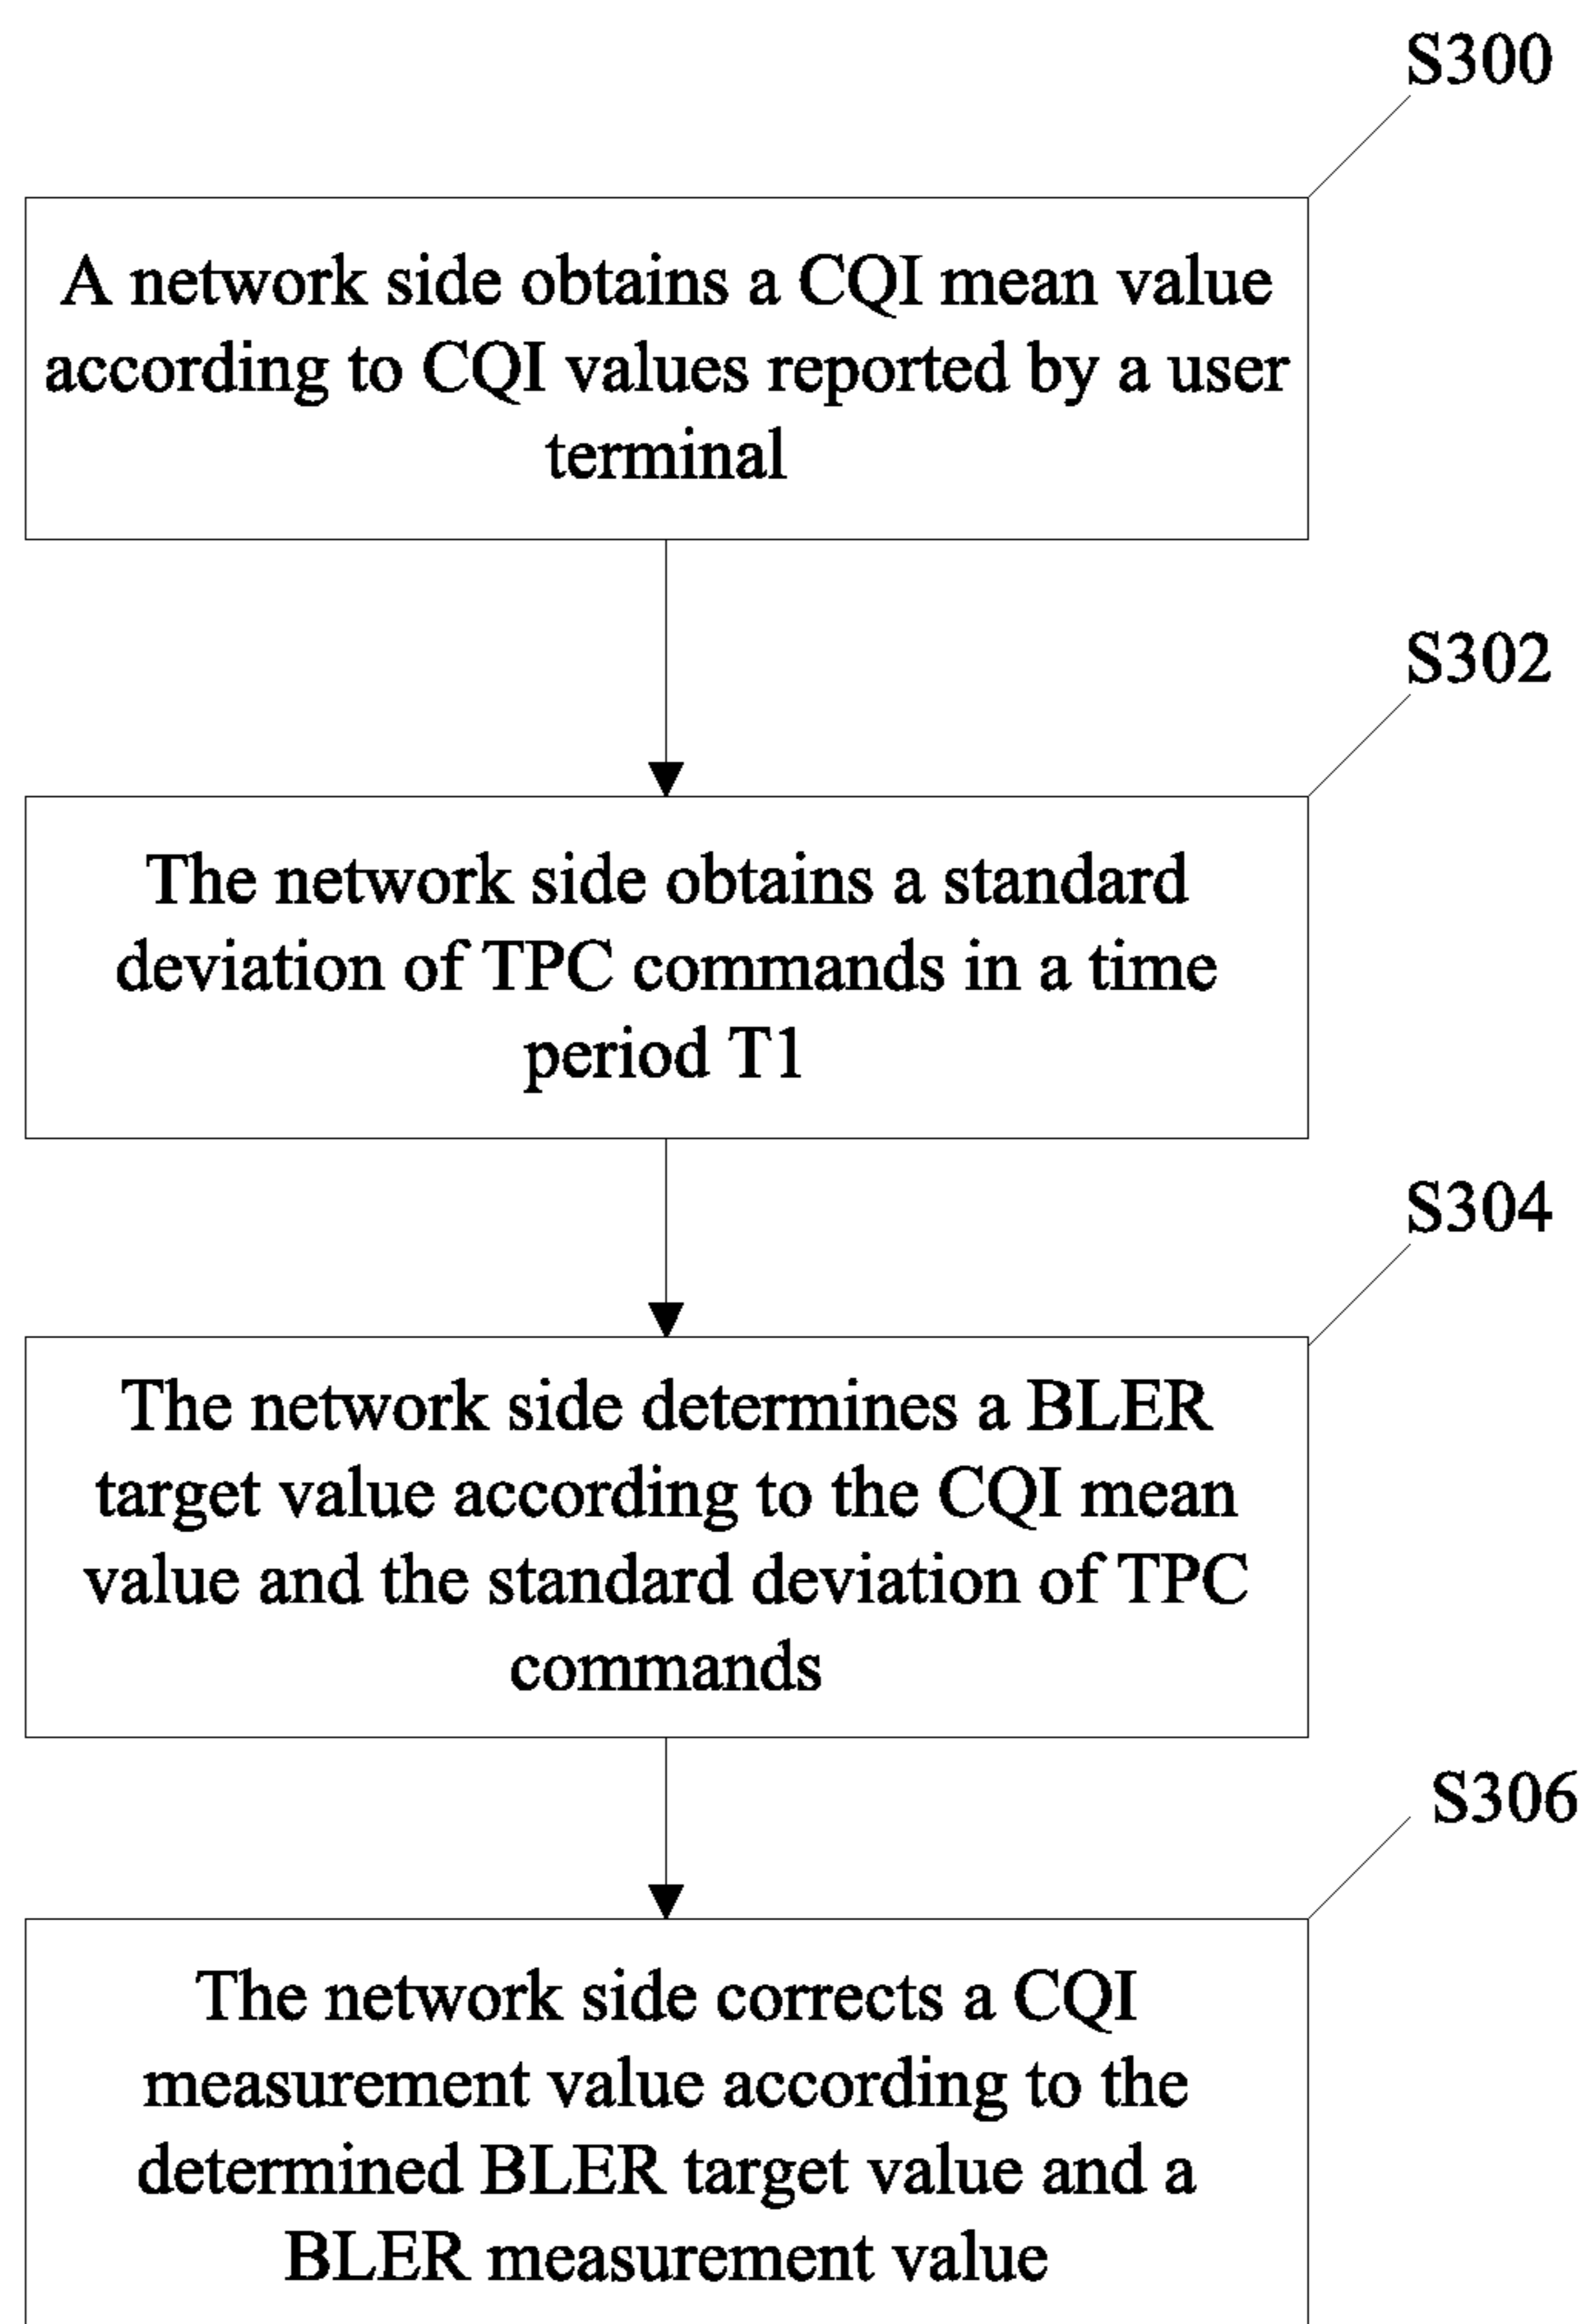 S300
A network side obtains a CQI mean value
according to CQI values reported by a user
terminal
S302
The network side obtains a standard
deviation of TPC commands in a time
period T1
S304
The network side determines a BLER
target value according to the CQI mean
value and the standard deviation of TPC
commands
S306
The network side corrects a CQI
measurement value according to the
determined BLER target value and a
BLER measurement value